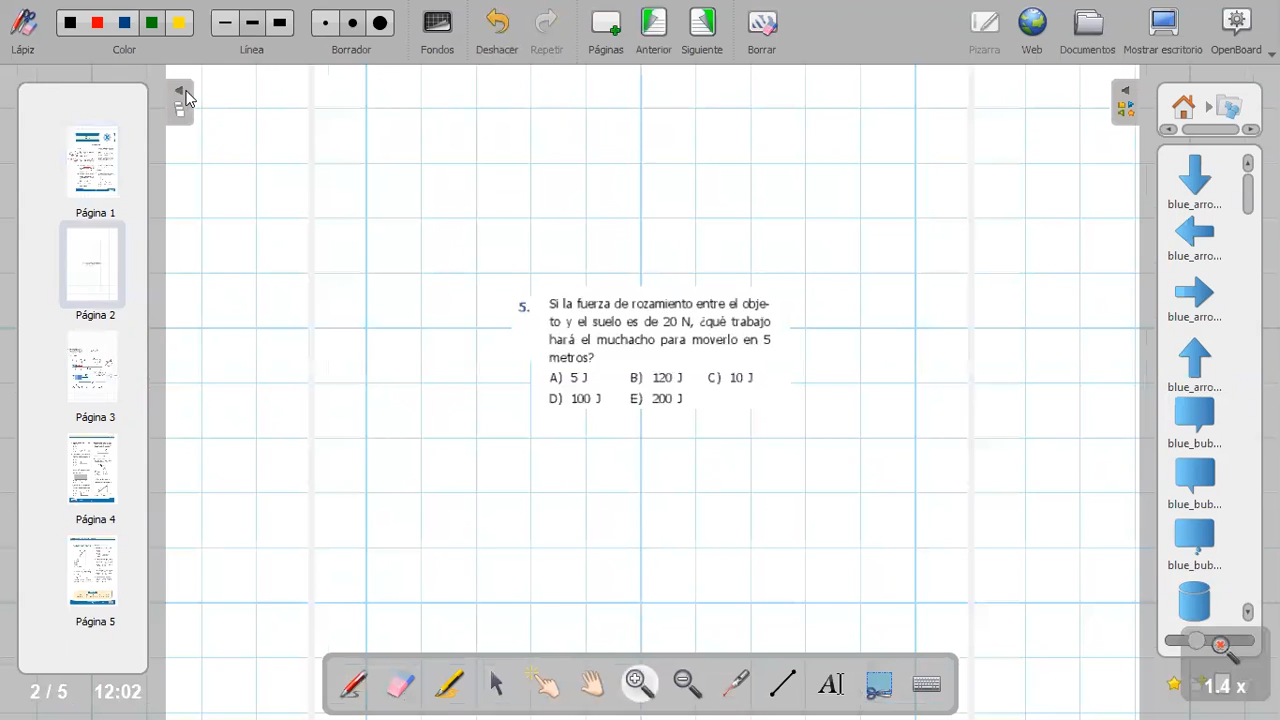 Lápiz
Color
Línea
Borrador
Fondos
Deshacer
Repetir
Páginas
Anterior
Siguiente
Borrar
Pizarra
Web
Documentos
Mostrar escritorio
OpenBoard
Página 1
Página 2
Página 3
Página 4
Página 5
2 / 5
12:02
5. Si la fuerza de rozamiento entre el obje-
to y el suelo es de 20 N, ¿qué trabajo
hará el muchacho para moverlo en 5
metros?
A) 5 J B) 120 J C) 10 J
D) 100 J E) 200 J
blue_arro...
blue_arro...
blue_arro...
blue_arro...
blue_bub...
blue_bub...
blue_bub...
1.4 x